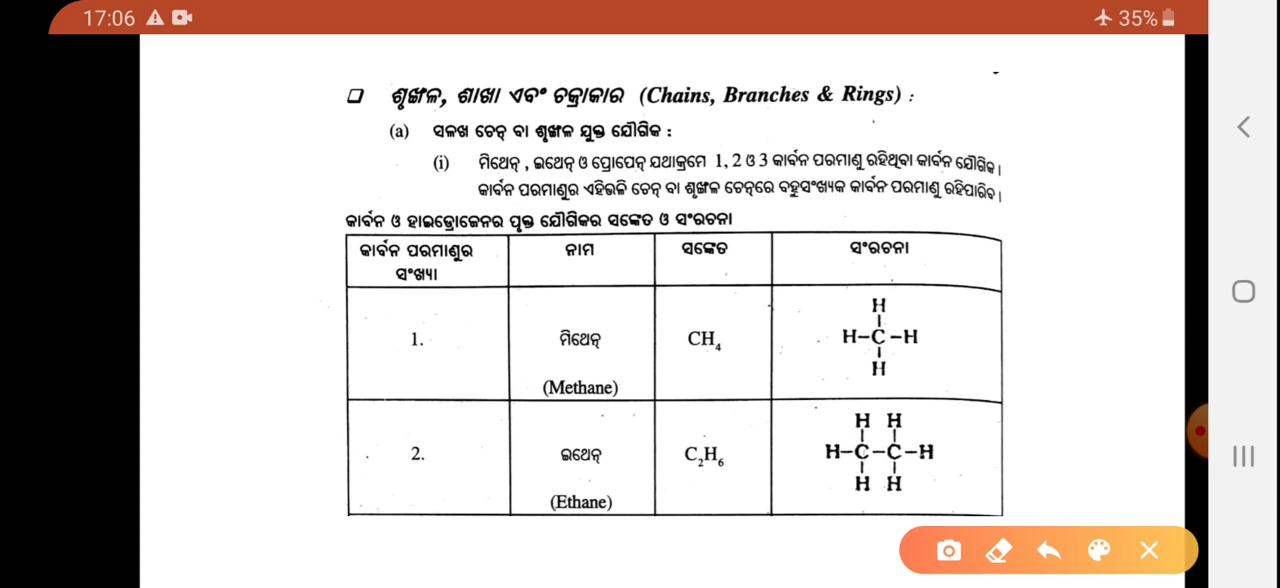 17:06
35%
❑ ଶୃଙ୍ଖଳ, ଶାଖା ଏବଂ ଚକ୍ରାକାର (Chains, Branches & Rings) :
(a) ସଳଖ ଚେନ୍ ବା ଶୃଙ୍ଖଳ ଯୁକ୍ତ ଯୌଗିକ :
(i) ମିଥେନ୍ , ଇଥେନ୍ ଓ ପ୍ରୋପେନ୍ ଯଥାକ୍ରମେ 1, 2 ଓ 3 କାର୍ବନ ପରମାଣୁ ରହିଥିବା କାର୍ବନ ଯୌଗିକ।
କାର୍ବନ ପରମାଣୁର ଏହିଭଳି ଚେନ୍ ବା ଶୃଙ୍ଖଳ ଚେନ୍‌ରେ ବହୁସଂଖ୍ୟକ କାର୍ବନ ପରମାଣୁ ରହିପାରିବ।
କାର୍ବନ ଓ ହାଇଡ୍ରୋଜେନର ପୃକ୍ତ ଯୌଗିକର ସଙ୍କେତ ଓ ସଂରଚନା
କାର୍ବନ ପରମାଣୁର ସଂଖ୍ୟା
ନାମ
ସଙ୍କେତ
ସଂରଚନା
1.
ମିଥେନ୍
(Methane)
CH₄
H
H-C-H
H
2.
ଇଥେନ୍
(Ethane)
C₂H₆
H H
H-C-C-H
H H